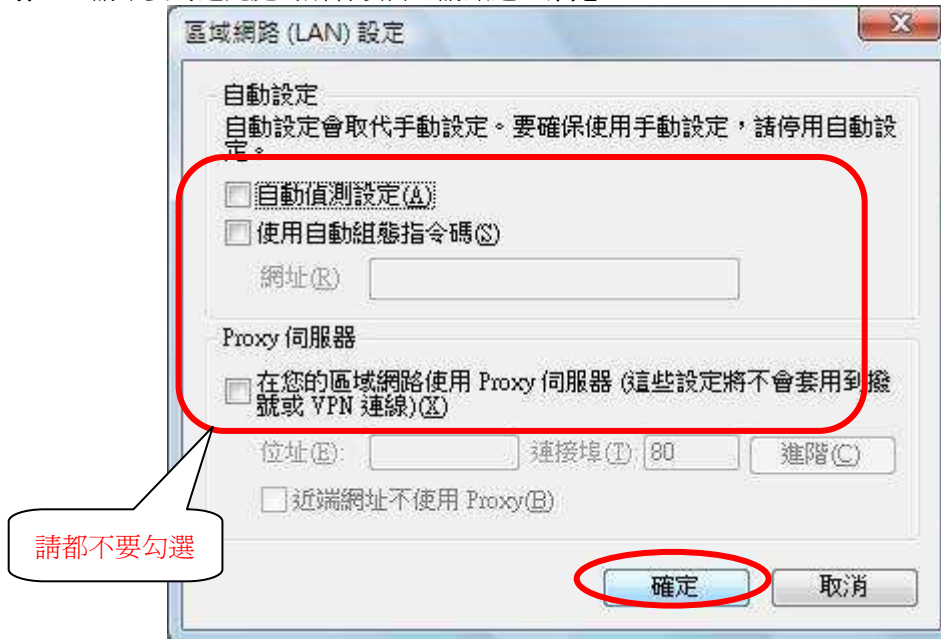 區域網路 (LAN) 設定
自動設定
自動設定會取代手動設定。要確保使用手動設定，請停用自動設
定。
自動偵測設定(A)
使用自動組態指令碼(S)
網址(R)
Proxy 伺服器
在您的區域網路使用 Proxy 伺服器 (這些設定將不會套用到撥
號或 VPN 連線)(X)
位址(E): 連接埠(T): 80 進階(C)
近端網址不使用 Proxy(B)
請都不要勾選
確定 取消